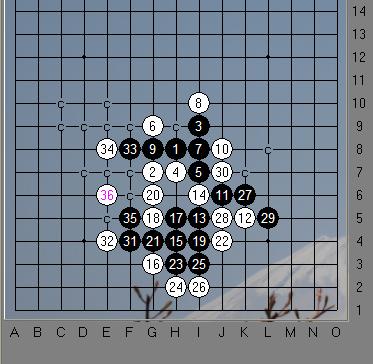 14
13
12
11
C C 8 10
C C C C 6 C 3 9
34 33 9 1 7 10 C 8
C C C 2 4 5 30 C 7
36 20 14 11 27 6
C 35 18 17 13 28 12 29 5
32 31 21 15 19 22 4
16 23 25 3
24 26 2
1
A B C D E F G H I J K L M N O